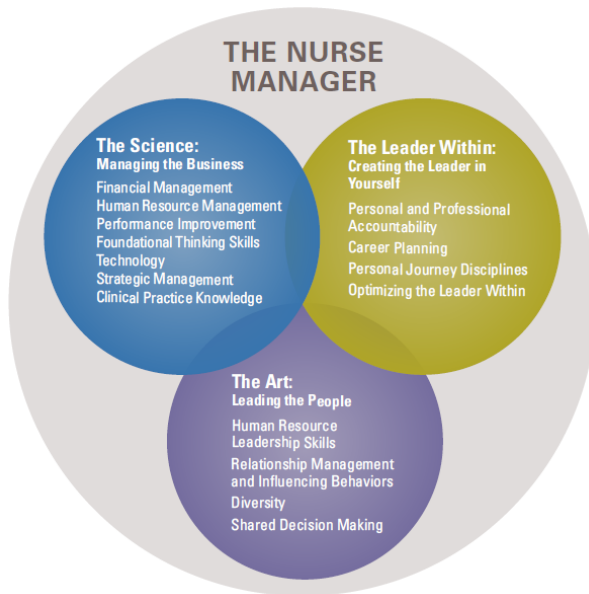 THE NURSE
MANAGER
The Science:
Managing the Business
Financial Management
Human Resource Management
Performance Improvement
Foundational Thinking Skills
Technology
Strategic Management
Clinical Practice Knowledge
The Leader Within:
Creating the Leader in
Yourself
Personal and Professional
Accountability
Career Planning
Personal Journey Disciplines
Optimizing the Leader Within
The Art:
Leading the People
Human Resource
Leadership Skills
Relationship Management
and Influencing Behaviors
Diversity
Shared Decision Making